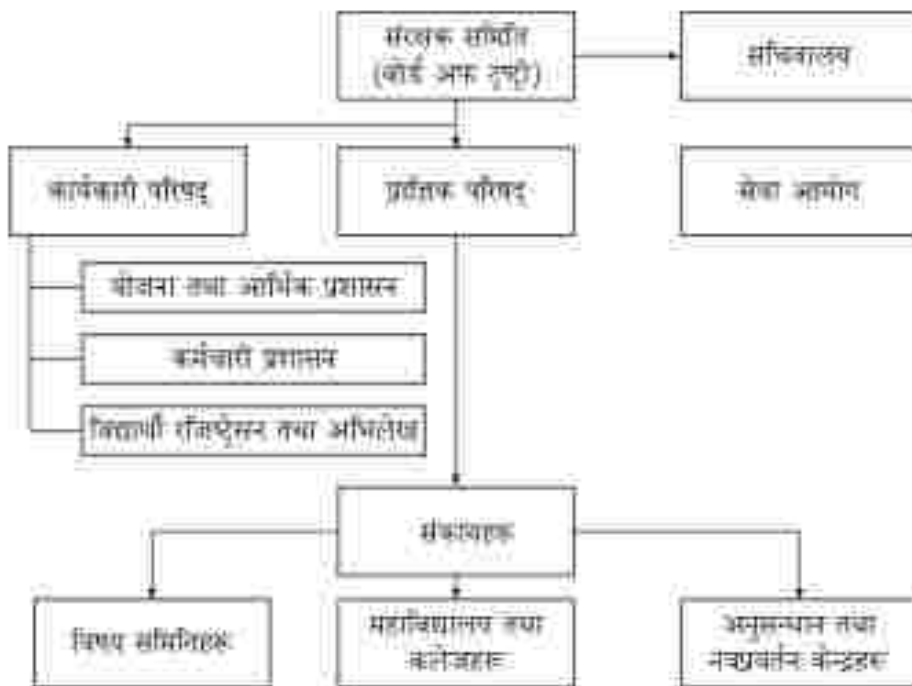 संरक्षक समिति
(बोर्ड अफ ट्रष्टी)
सचिवालय
कार्यकारी परिषद्
प्राज्ञिक परिषद्
सेवा आयोग
योजना तथा आर्थिक प्रशासन
कर्मचारी प्रशासन
विद्यार्थी रजिष्ट्रेसन तथा अभिलेख
संकायहरू
विषय समितिहरू
महाविद्यालय तथा
कलेजहरू
अनुसन्धान तथा
नवप्रवर्तन केन्द्रहरू